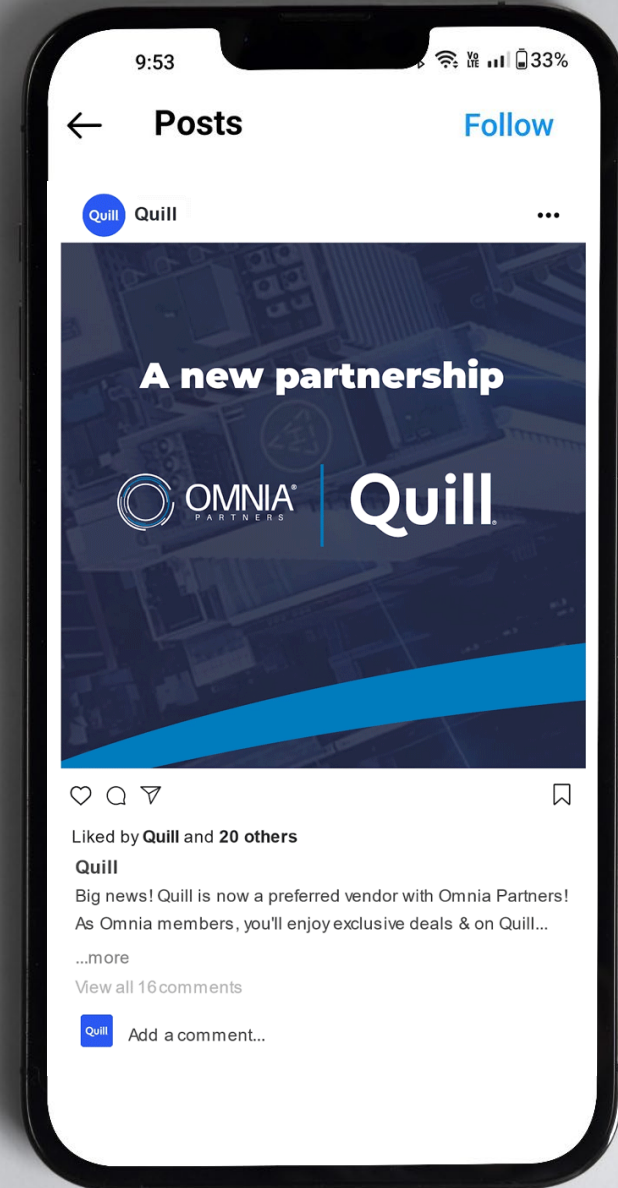 9:53
Vo
LTE
33%
Posts
Follow
Quill
Quill
A new partnership
OMNIA®
PARTNERS
Quill®
Liked by Quill and 20 others
Quill
Big news! Quill is now a preferred vendor with Omnia Partners!
As Omnia members, you'll enjoy exclusive deals & on Quill...
...more
View all 16 comments
Quill
Add a comment...